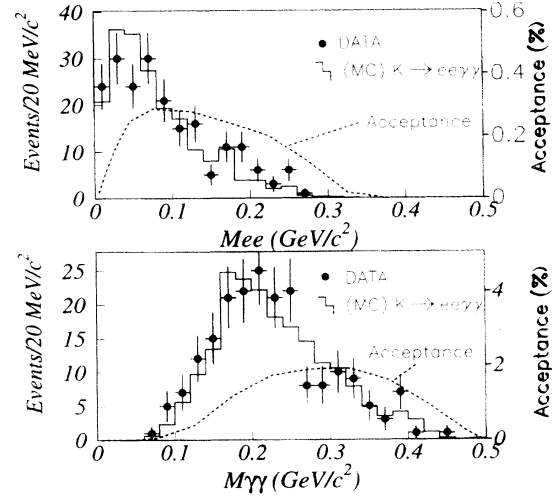 Events/20 MeV/c²
40
30
20
10
0
DATA
(MC) K → eeγγ
Acceptance
0.6
0.4
0.2
0
Acceptance (%)
0 0.1 0.2 0.3 0.4 0.5
Mee (GeV/c²)
Events/20 MeV/c²
25
20
15
10
5
0
DATA
(MC) K → eeγγ
Acceptance
4
2
0
Acceptance (%)
0 0.1 0.2 0.3 0.4 0.5
Mγγ (GeV/c²)